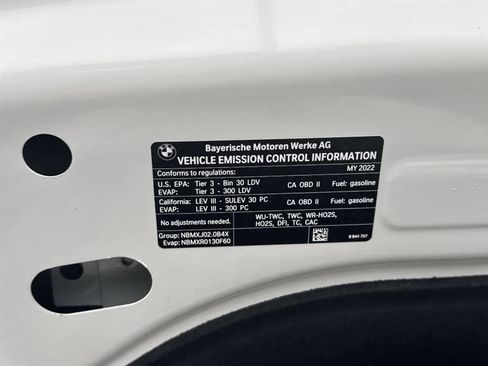 Bayerische Motoren Werke AG
VEHICLE EMISSION CONTROL INFORMATION
Conforms to regulations: MY 2022
U.S. EPA: Tier 3 - Bin 30 LDV CA OBD II Fuel: gasoline
EVAP: Tier 3 - 300 LDV
California: LEV III - SULEV 30 PC CA OBD II Fuel: gasoline
EVAP: LEV III - 300 PC
Group: NBMXJ02.0B4X WU-TWC, TWC, WR-HO2S,
Evap: NBMXR0130F60 HO2S, DFI, TC, CAC